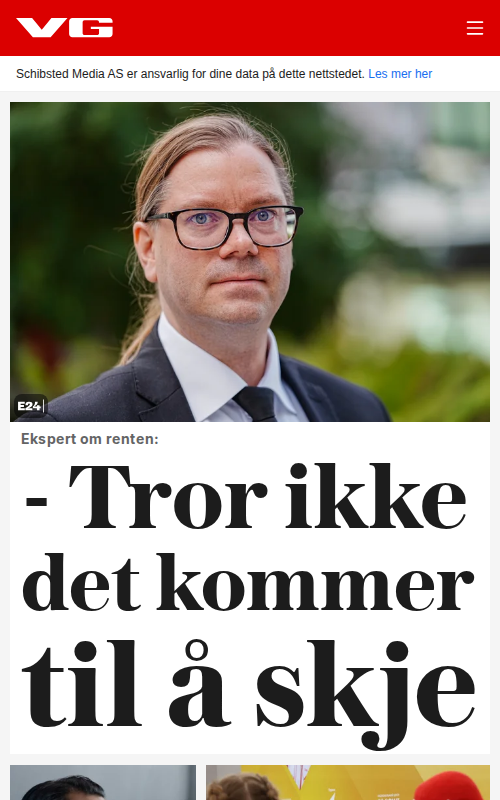 VG
Schibsted Media AS er ansvarlig for dine data på dette nettstedet. Les mer her
E24
Ekspert om renten:
- Tror ikke
det kommer
til å skje